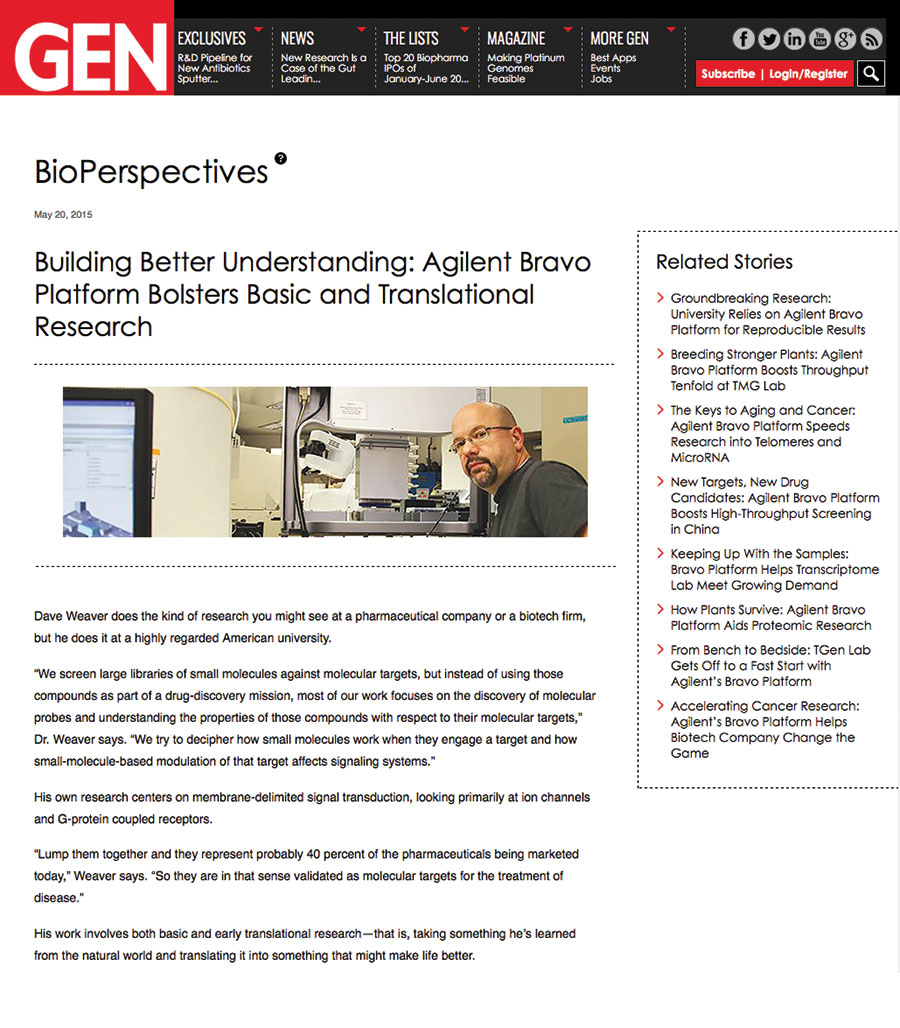 GEN
EXCLUSIVES
R&D Pipeline for
New Antibiotics
Sputter...
NEWS
New Research Is a
Case of the Gut
Leadin...
THE LISTS
Top 20 Biopharma
IPOs of
January-June 20...
MAGAZINE
Making Platinum
Genomes
Feasible
MORE GEN
Best Apps
Events
Jobs
Subscribe | Login/Register
BioPerspectives ?
May 20, 2015
Building Better Understanding: Agilent Bravo
Platform Bolsters Basic and Translational
Research
Dave Weaver does the kind of research you might see at a pharmaceutical company or a biotech firm,
but he does it at a highly regarded American university.
“We screen large libraries of small molecules against molecular targets, but instead of using those
compounds as part of a drug-discovery mission, most of our work focuses on the discovery of molecular
probes and understanding the properties of those compounds with respect to their molecular targets,”
Dr. Weaver says. “We try to decipher how small molecules work when they engage a target and how
small-molecule-based modulation of that target affects signaling systems.”
His own research centers on membrane-delimited signal transduction, looking primarily at ion channels
and G-protein coupled receptors.
“Lump them together and they represent probably 40 percent of the pharmaceuticals being marketed
today,” Weaver says. “So they are in that sense validated as molecular targets for the treatment of
disease.”
His work involves both basic and early translational research—that is, taking something he’s learned
from the natural world and translating it into something that might make life better.
Related Stories
Groundbreaking Research:
University Relies on Agilent Bravo
Platform for Reproducible Results
Breeding Stronger Plants: Agilent
Bravo Platform Boosts Throughput
Tenfold at TMG Lab
The Keys to Aging and Cancer:
Agilent Bravo Platform Speeds
Research into Telomeres and
MicroRNA
New Targets, New Drug
Candidates: Agilent Bravo Platform
Boosts High-Throughput Screening
in China
Keeping Up With the Samples:
Bravo Platform Helps Transcriptome
Lab Meet Growing Demand
How Plants Survive: Agilent Bravo
Platform Aids Proteomic Research
From Bench to Bedside: TGen Lab
Gets Off to a Fast Start with
Agilent’s Bravo Platform
Accelerating Cancer Research:
Agilent’s Bravo Platform Helps
Biotech Company Change the
Game